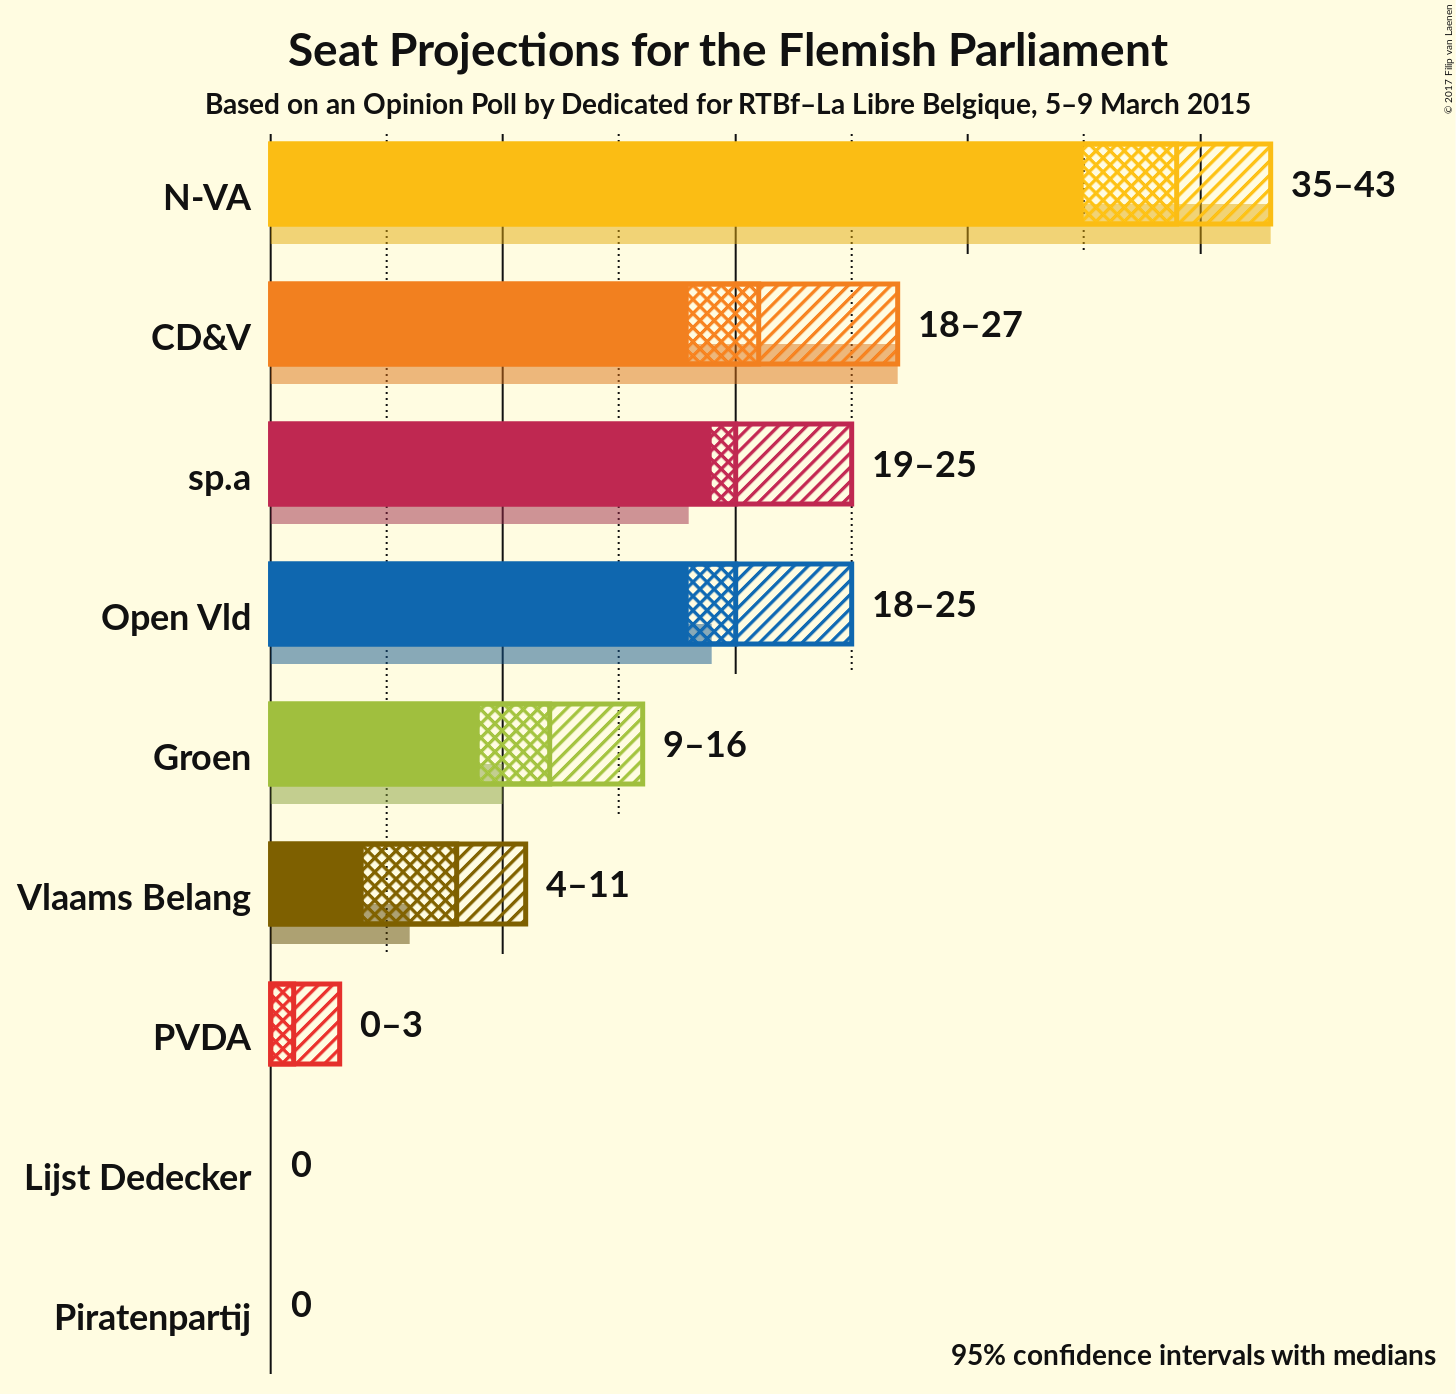 Seat Projections for the Flemish Parliament
Based on an Opinion Poll by Dedicated for RTBf–La Libre Belgique, 5–9 March 2015
© 2017 Filip van Laenen
N-VA
35–43
CD&V
18–27
sp.a
19–25
Open Vld
18–25
Groen
9–16
Vlaams Belang
4–11
PVDA
0–3
Lijst Dedecker
0
Piratenpartij
0
95% confidence intervals with medians